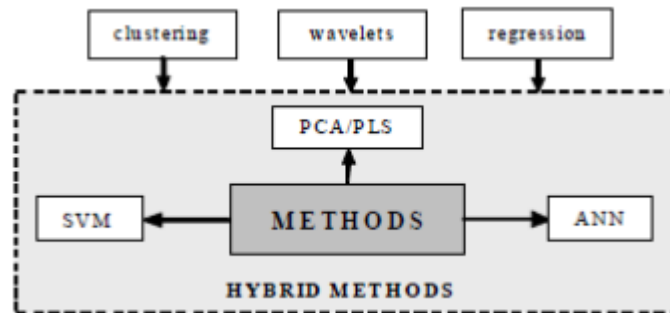 clustering
wavelets
regression
PCA/PLS
SVM
METHODS
ANN
HYBRID METHODS